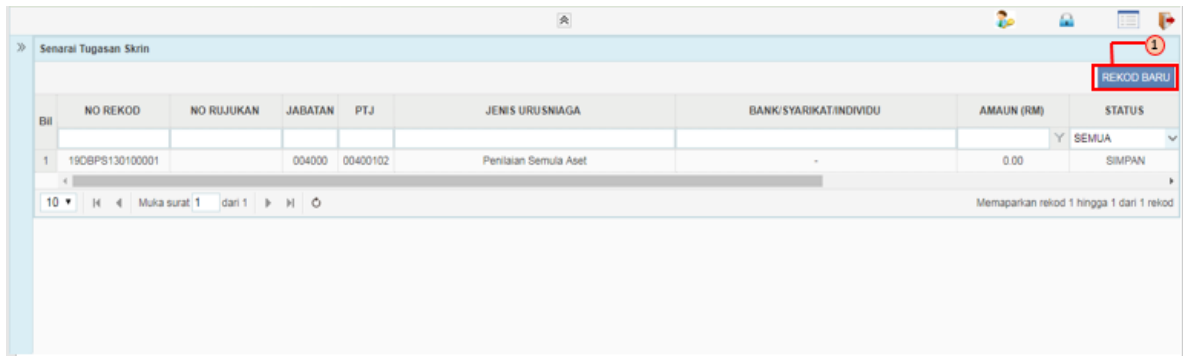 Senarai Tugasan Skrin
1
REKOD BARU
Bil NO REKOD NO RUJUKAN JABATAN PTJ JENIS URUSNIAGA BANK/SYARIKAT/INDIVIDU AMAUN (RM) STATUS
SEMUA
1 19DBPS130100001 004000 00400102 Penilaian Semula Aset - 0.00 SIMPAN
10 Muka surat 1 dari 1 Memaparkan rekod 1 hingga 1 dari 1 rekod